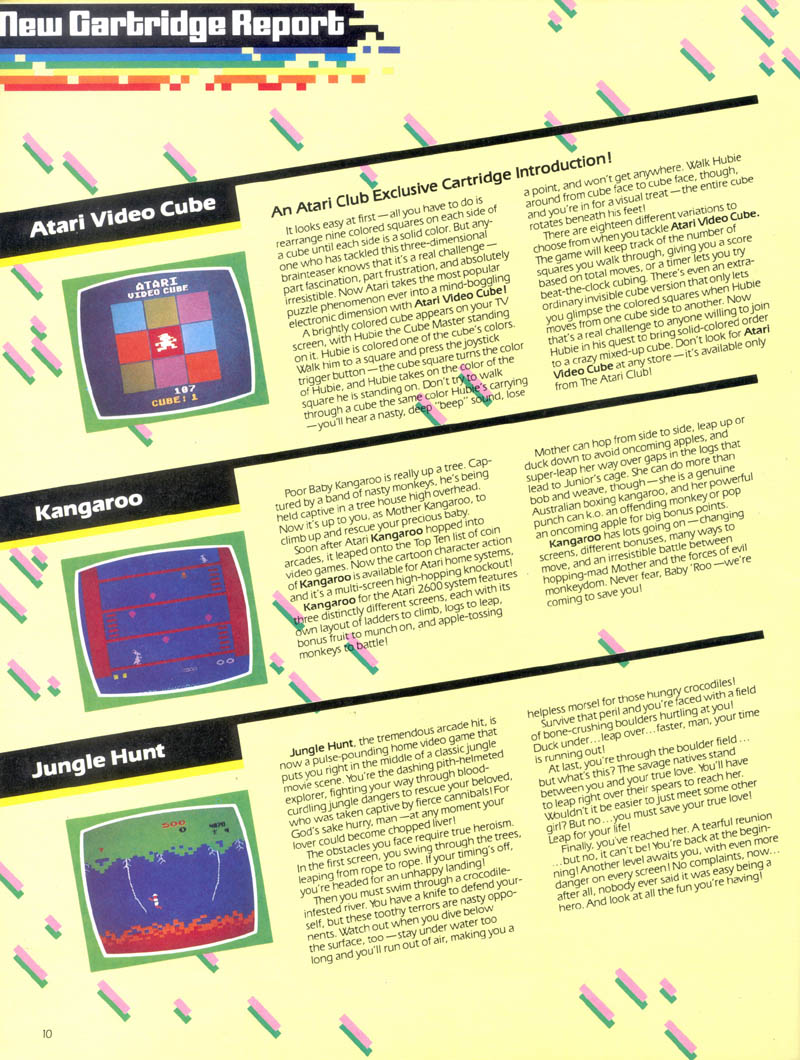 New Cartridge Report
Atari Video Cube
An Atari Club Exclusive Cartridge Introduction!
It looks easy at first — all you have to do is
rearrange nine colored squares on each side of
a cube until each side is a solid color. But any-
one who has tackled this three-dimensional
brainteaser knows that it's a real challenge —
part fascination, part frustration, and absolutely
irresistible. Now Atari takes the most popular
puzzle phenomenon ever into a mind-boggling
electronic dimension with Atari Video Cube!
A brightly colored cube appears on your TV
screen, with Hubie the Cube Master standing
on it. Hubie is colored one of the cube's colors.
Walk him to a square and press the joystick
trigger button — the cube square turns the color
of Hubie, and Hubie takes on the color of the
square he is standing on. Don't try to walk
through a cube the same color Hubie's carrying
— you'll hear a nasty, deep "beep" sound, lose
a point, and won't get anywhere. Walk Hubie
around from cube face to cube face, though,
and you're in for a visual treat — the entire cube
rotates beneath his feet!
There are eighteen different variations to
choose from when you tackle Atari Video Cube.
The game will keep track of the number of
squares you walk through, giving you a score
based on total moves, or a timer lets you try
beat-the-clock cubing. There's even an extra-
ordinary invisible cube version that only lets
you glimpse the colored squares when Hubie
moves from one cube side to another. Now
that's a real challenge to anyone willing to join
Hubie in his quest to bring solid-colored order
to a crazy mixed-up cube. Don't look for Atari
Video Cube at any store — it's available only
from The Atari Club!
ATARI
VIDEO CUBE
107
CUBE: 1
Kangaroo
Poor Baby Kangaroo is really up a tree. Cap-
tured by a band of nasty monkeys, he's being
held captive in a tree house high overhead.
Now it's up to you, as Mother Kangaroo, to
climb up and rescue your precious baby.
Soon after Atari Kangaroo hopped into
arcades, it leaped onto the Top Ten list of coin
video games. Now the cartoon character action
of Kangaroo is available for Atari home systems,
and it's a multi-screen high-hopping knockout!
Kangaroo for the Atari 2600 system features
three distinctly different screens, each with its
own layout of ladders to climb, logs to leap,
bonus fruit to munch on, and apple-tossing
monkeys to battle!
Mother can hop from side to side, leap up or
duck down to avoid oncoming apples, and
super-leap her way over gaps in the logs that
lead to Junior's cage. She can do more than
bob and weave, though — she is a genuine
Australian boxing kangaroo, and her powerful
punch can k.o. an offending monkey or pop
an oncoming apple for big bonus points.
Kangaroo has lots going on — changing
screens, different bonuses, many ways to
move, and an irresistible battle between
hopping-mad Mother and the forces of evil
monkeydom. Never fear, Baby 'Roo — we're
coming to save you!
00
Jungle Hunt
Jungle Hunt, the tremendous arcade hit, is
now a pulse-pounding home video game that
puts you right in the middle of a classic jungle
movie scene. You're the dashing pith-helmeted
explorer, fighting your way through blood-
curdling jungle dangers to rescue your beloved,
who was taken captive by fierce cannibals! For
God's sake hurry, man — at any moment your
lover could become chopped liver!
The obstacles you face require true heroism.
In the first screen, you swing through the trees,
leaping from rope to rope. If your timing's off,
you're headed for an unhappy landing!
Then you must swim through a crocodile-
infested river. You have a knife to defend your-
self, but these toothy terrors are nasty oppo-
nents. Watch out when you dive below
the surface, too — stay under water too
long and you'll run out of air, making you a
helpless morsel for those hungry crocodiles!
Survive that peril and you're faced with a field
of bone-crushing boulders hurtling at you!
Duck under... leap over... faster, man, your time
is running out!
At last, you're through the boulder field...
but what's this? The savage natives stand
between you and your true love. You'll have
to leap right over their spears to reach her.
Wouldn't it be easier to just meet some other
girl? But no... you must save your true love!
Leap for your life!
Finally, you've reached her. A tearful reunion
...but no, it can't be! You're back at the begin-
ning! Another level awaits you, with even more
danger on every screen! No complaints, now...
after all, nobody ever said it was easy being a
hero. And look at all the fun you're having!
500
10